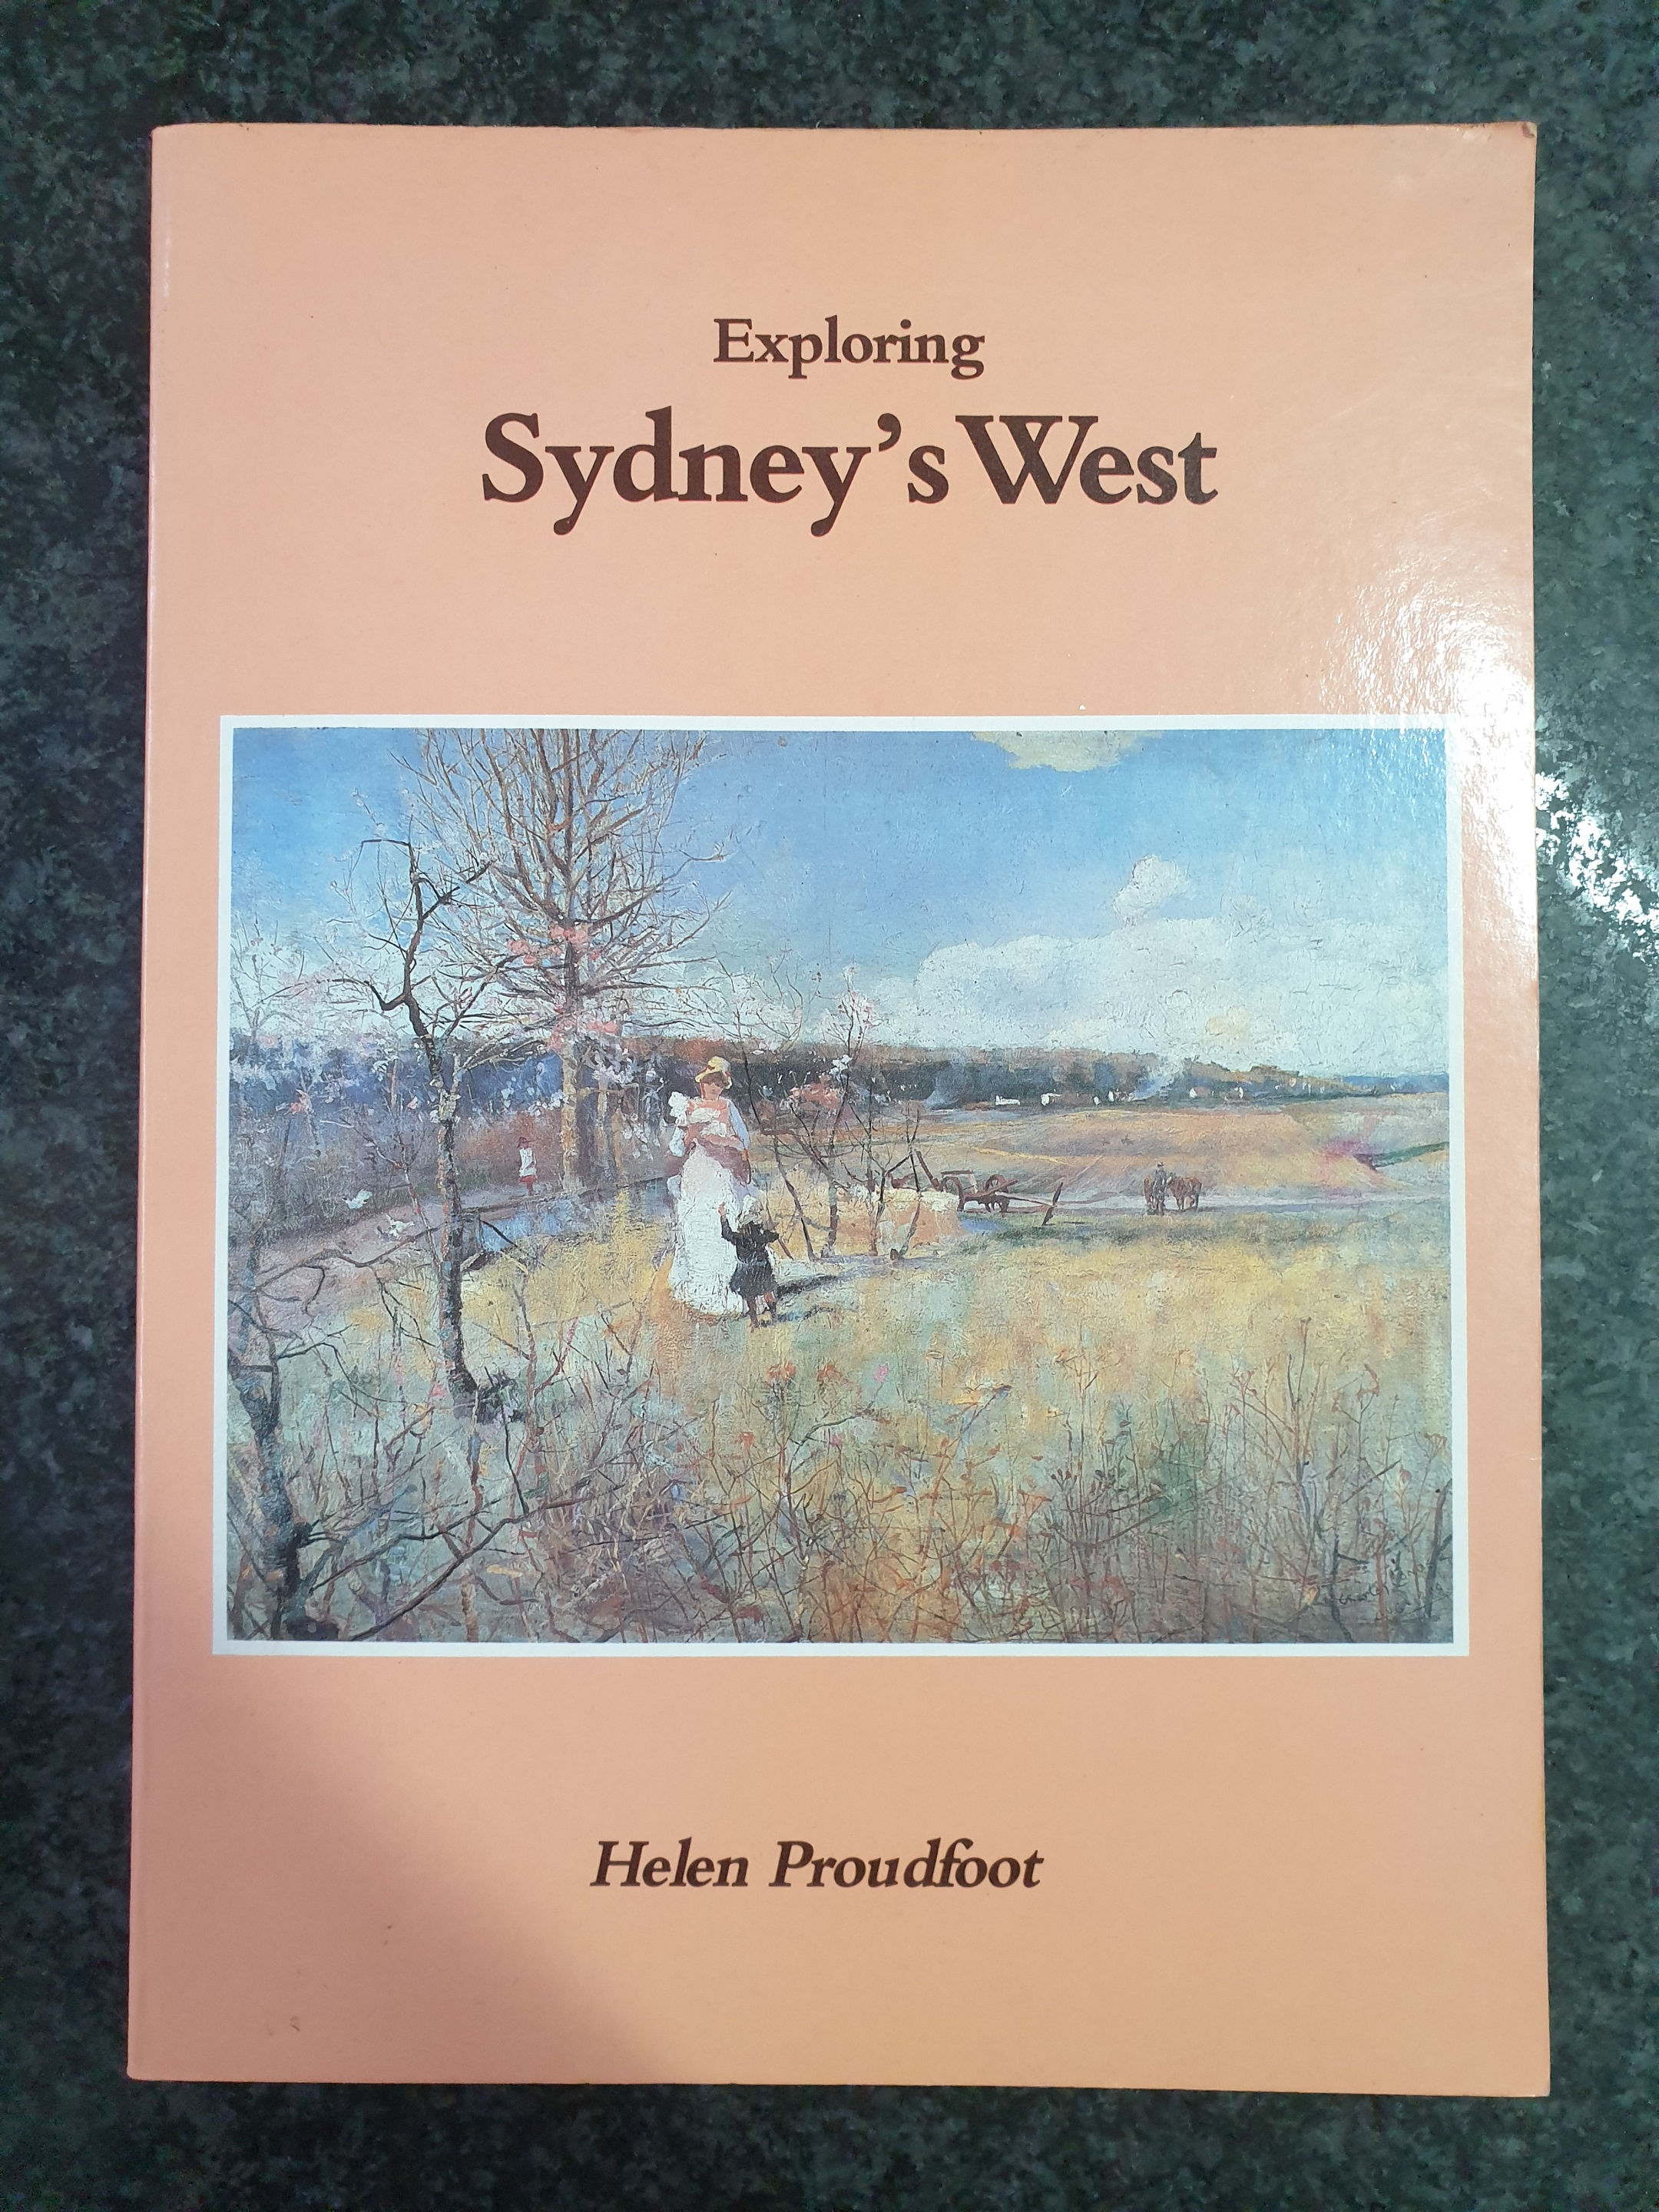 Exploring
Sydney’s West
Helen Proudfoot